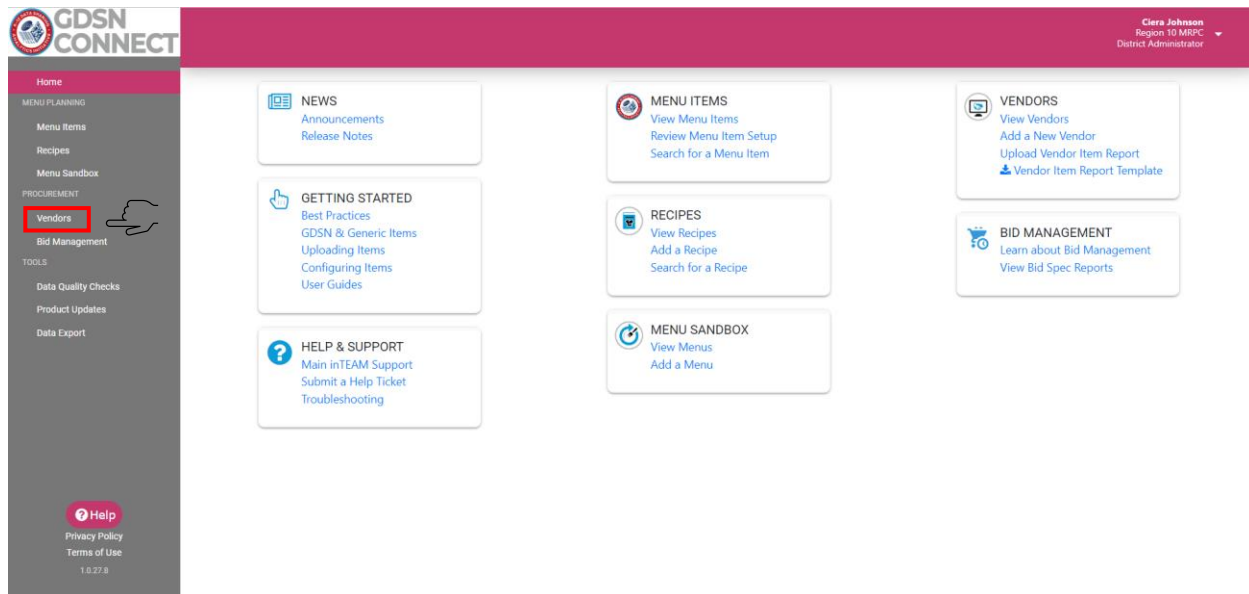 GDSN
CONNECT
Ciera Johnson
Region 10 MRPC
District Administrator
Home
MENU PLANNING
Menu Items
Recipes
Menu Sandbox
PROCUREMENT
Vendors
Bid Management
TOOLS
Data Quality Checks
Product Updates
Data Export
Help
Privacy Policy
Terms of Use
1.0.27.8
NEWS
Announcements
Release Notes
GETTING STARTED
Best Practices
GDSN & Generic Items
Uploading Items
Configuring Items
User Guides
HELP & SUPPORT
Main inTEAM Support
Submit a Help Ticket
Troubleshooting
MENU ITEMS
View Menu Items
Review Menu Item Setup
Search for a Menu Item
RECIPES
View Recipes
Add a Recipe
Search for a Recipe
MENU SANDBOX
View Menus
Add a Menu
VENDORS
View Vendors
Add a New Vendor
Upload Vendor Item Report
Vendor Item Report Template
BID MANAGEMENT
Learn about Bid Management
View Bid Spec Reports